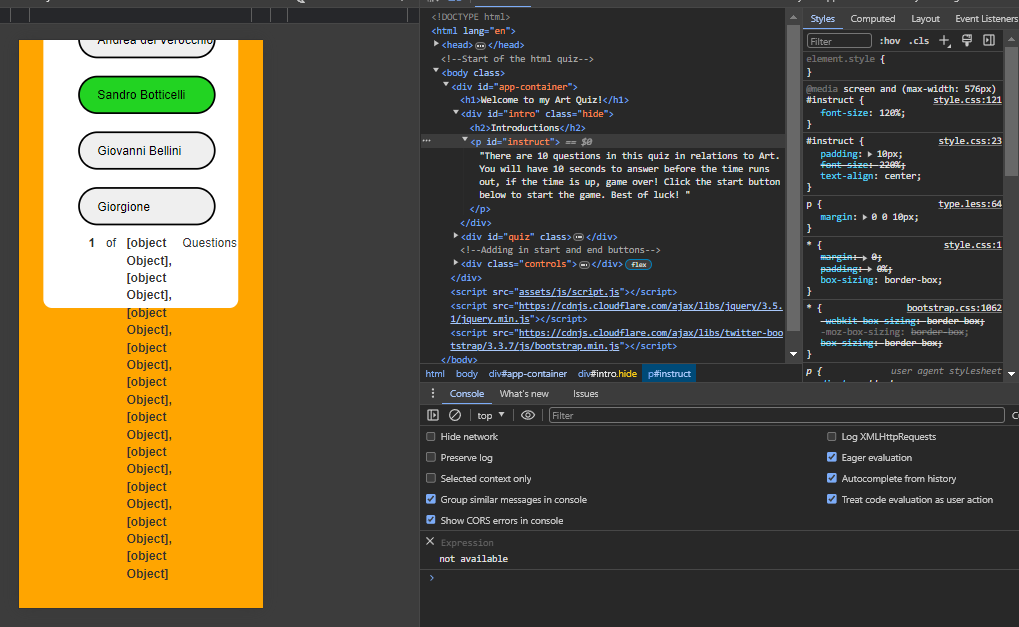 Andrea del Verocchio
Sandro Botticelli
Giovanni Bellini
Giorgione
1 of [object Questions
Object],
[object
Object],
[object
Object],
[object
Object],
[object
Object],
[object
Object],
[object
Object],
[object
Object],
[object
Object],
[object
Object]
<!DOCTYPE html>
<html lang="en">
<head> </head>
<!--Start of the html quiz-->
<body class>
<div id="app-container">
<h1>Welcome to my Art Quiz!</h1>
<div id="intro" class="hide">
<h2>Introductions</h2>
<p id="instruct"> == $0
"There are 10 questions in this quiz in relations to Art.
You will have 10 seconds to answer before the time runs
out, if the time is up, game over! Click the start button
below to start the game. Best of luck! "
</p>
</div>
<div id="quiz" class> </div>
<!--Adding in start and end buttons-->
<div class="controls"> </div> flex
</div>
<script src="assets/js/script.js"></script>
<script src="https://cdnjs.cloudflare.com/ajax/libs/jquery/3.5.
1/jquery.min.js"></script>
<script src="https://cdnjs.cloudflare.com/ajax/libs/twitter-boo
tstrap/3.3.7/js/bootstrap.min.js"></script>
</body>
html body div#app-container div#intro.hide p#instruct
Styles Computed Layout Event Listeners
Filter :hov .cls
element.style {
}
@media screen and (max-width: 576px)
#instruct { style.css:121
font-size: 120%;
}
#instruct { style.css:23
padding: 10px;
font-size: 220%;
text-align: center;
}
p { type.less:64
margin: 0 0 10px;
}
* { style.css:1
margin: 0;
padding: 0%;
box-sizing: border-box;
}
* { bootstrap.css:1062
-webkit-box-sizing: border-box;
-moz-box-sizing: border-box;
box-sizing: border-box;
}
p { user agent stylesheet
Console What's new Issues
top Filter
Hide network
Log XMLHttpRequests
Preserve log
Eager evaluation
Selected context only
Autocomplete from history
Group similar messages in console
Treat code evaluation as user action
Show CORS errors in console
Expression
not available